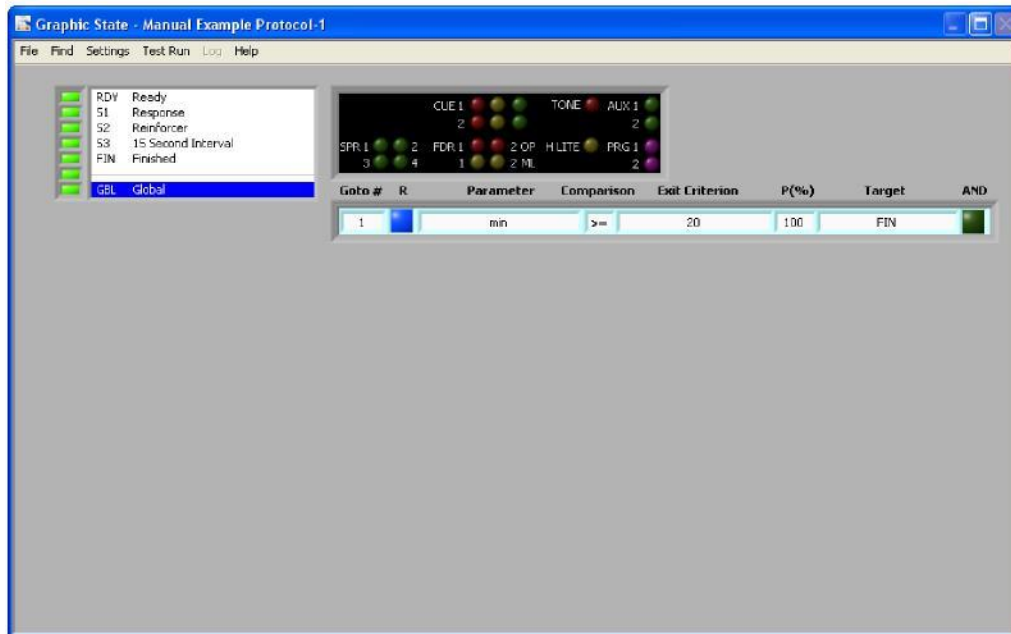 Graphic State - Manual Example Protocol-1
File Find Settings Test Run Log Help
RDY Ready
S1 Response
S2 Reinforcer
S3 15 Second Interval
FIN Finished
GBL Global
CUE 1 TONE AUX 1
2 2
SPR 1 2 FDR 1 2 OP H LITE PRG 1
3 4 1 2 ML 2
Goto # R Parameter Comparison Exit Criterion P(%) Target AND
1 min >= 20 100 FIN